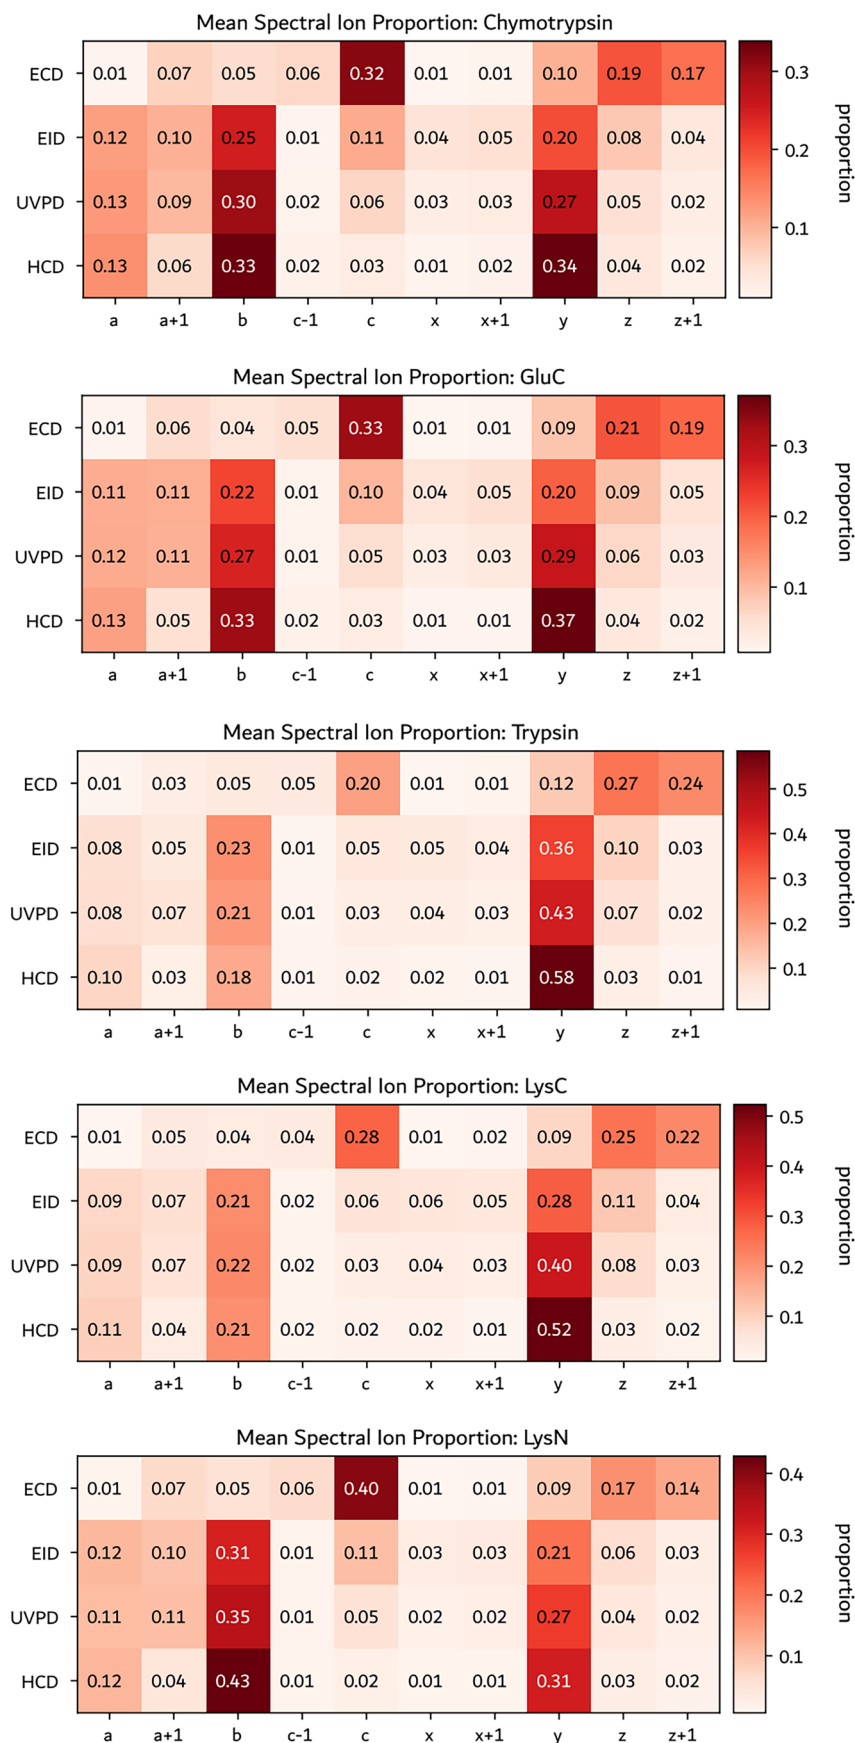 Mean Spectral Ion Proportion: Chymotrypsin
ECD 0.01 0.07 0.05 0.06 0.32 0.01 0.01 0.10 0.19 0.17
EID 0.12 0.10 0.25 0.01 0.11 0.04 0.05 0.20 0.08 0.04
UVPD 0.13 0.09 0.30 0.02 0.06 0.03 0.03 0.27 0.05 0.02
HCD 0.13 0.06 0.33 0.02 0.03 0.01 0.02 0.34 0.04 0.02
a a+1 b c-1 c x x+1 y z z+1
0.3
0.2
0.1
proportion
Mean Spectral Ion Proportion: GluC
ECD 0.01 0.06 0.04 0.05 0.33 0.01 0.01 0.09 0.21 0.19
EID 0.11 0.11 0.22 0.01 0.10 0.04 0.05 0.20 0.09 0.05
UVPD 0.12 0.11 0.27 0.01 0.05 0.03 0.03 0.29 0.06 0.03
HCD 0.13 0.05 0.33 0.02 0.03 0.01 0.01 0.37 0.04 0.02
a a+1 b c-1 c x x+1 y z z+1
0.3
0.2
0.1
proportion
Mean Spectral Ion Proportion: Trypsin
ECD 0.01 0.03 0.05 0.05 0.20 0.01 0.01 0.12 0.27 0.24
EID 0.08 0.05 0.23 0.01 0.05 0.05 0.04 0.36 0.10 0.03
UVPD 0.08 0.07 0.21 0.01 0.03 0.04 0.03 0.43 0.07 0.02
HCD 0.10 0.03 0.18 0.01 0.02 0.02 0.01 0.58 0.03 0.01
a a+1 b c-1 c x x+1 y z z+1
0.5
0.4
0.3
0.2
0.1
proportion
Mean Spectral Ion Proportion: LysC
ECD 0.01 0.05 0.04 0.04 0.28 0.01 0.02 0.09 0.25 0.22
EID 0.09 0.07 0.21 0.02 0.06 0.06 0.05 0.28 0.11 0.04
UVPD 0.09 0.07 0.22 0.02 0.03 0.04 0.03 0.40 0.08 0.03
HCD 0.11 0.04 0.21 0.02 0.02 0.02 0.01 0.52 0.03 0.02
a a+1 b c-1 c x x+1 y z z+1
0.5
0.4
0.3
0.2
0.1
proportion
Mean Spectral Ion Proportion: LysN
ECD 0.01 0.07 0.05 0.06 0.40 0.01 0.01 0.09 0.17 0.14
EID 0.12 0.10 0.31 0.01 0.11 0.03 0.03 0.21 0.06 0.03
UVPD 0.11 0.11 0.35 0.01 0.05 0.02 0.02 0.27 0.04 0.02
HCD 0.12 0.04 0.43 0.01 0.02 0.01 0.01 0.31 0.03 0.02
a a+1 b c-1 c x x+1 y z z+1
0.4
0.3
0.2
0.1
proportion